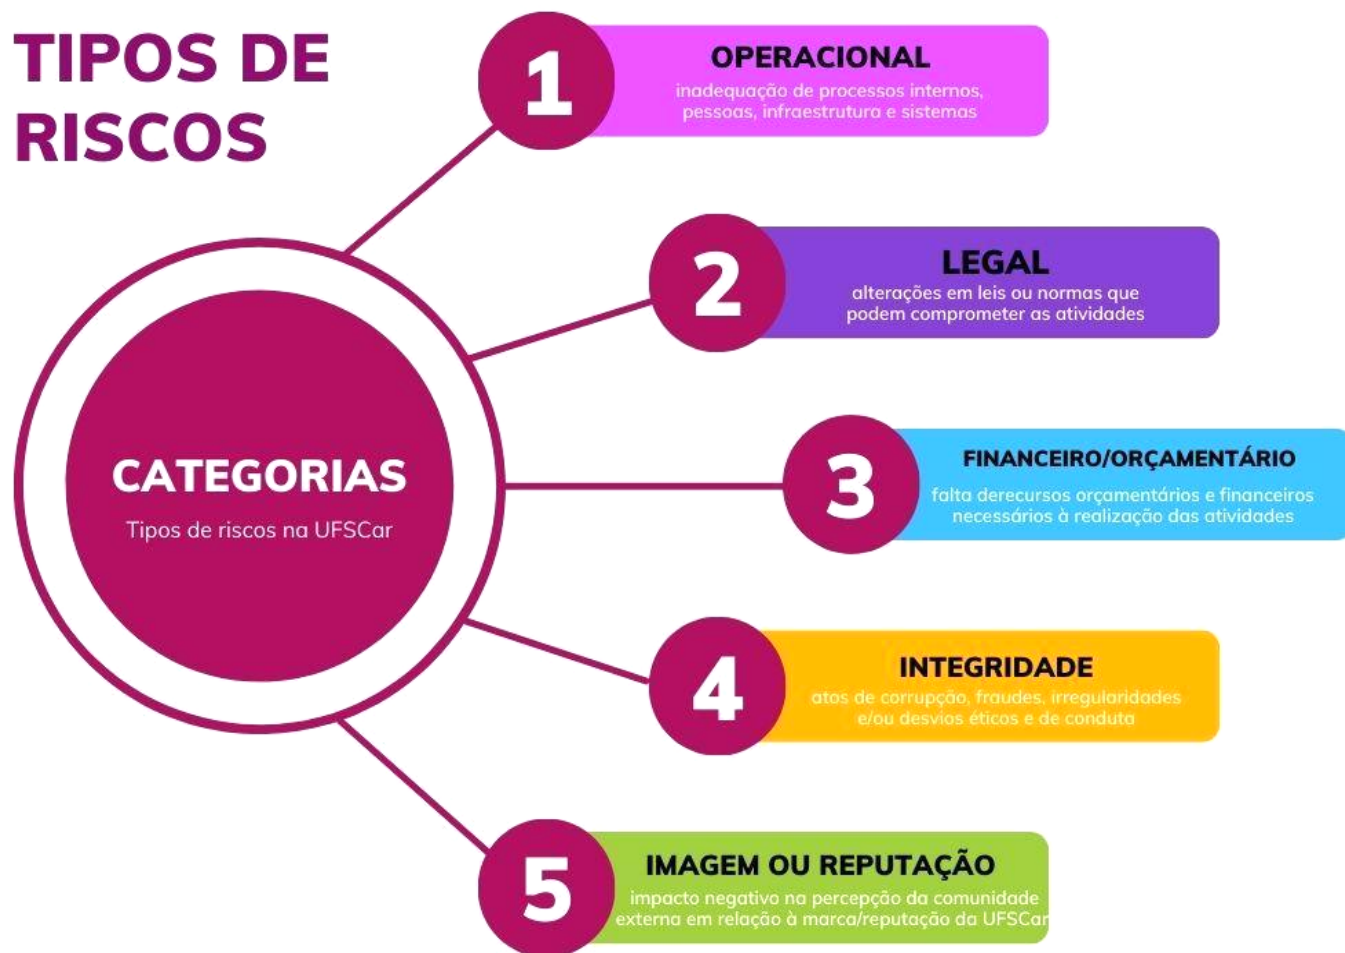 TIPOS DE
RISCOS
1
OPERACIONAL
inadequação de processos internos,
pessoas, infraestrutura e sistemas
2
LEGAL
alterações em leis ou normas que
podem comprometer as atividades
CATEGORIAS
Tipos de riscos na UFSCar
3
FINANCEIRO/ORÇAMENTÁRIO
falta derecursos orçamentários e financeiros
necessários à realização das atividades
4
INTEGRIDADE
atos de corrupção, fraudes, irregularidades
e/ou desvios éticos e de conduta
5
IMAGEM OU REPUTAÇÃO
impacto negativo na percepção da comunidade
externa em relação à marca/reputação da UFSCar